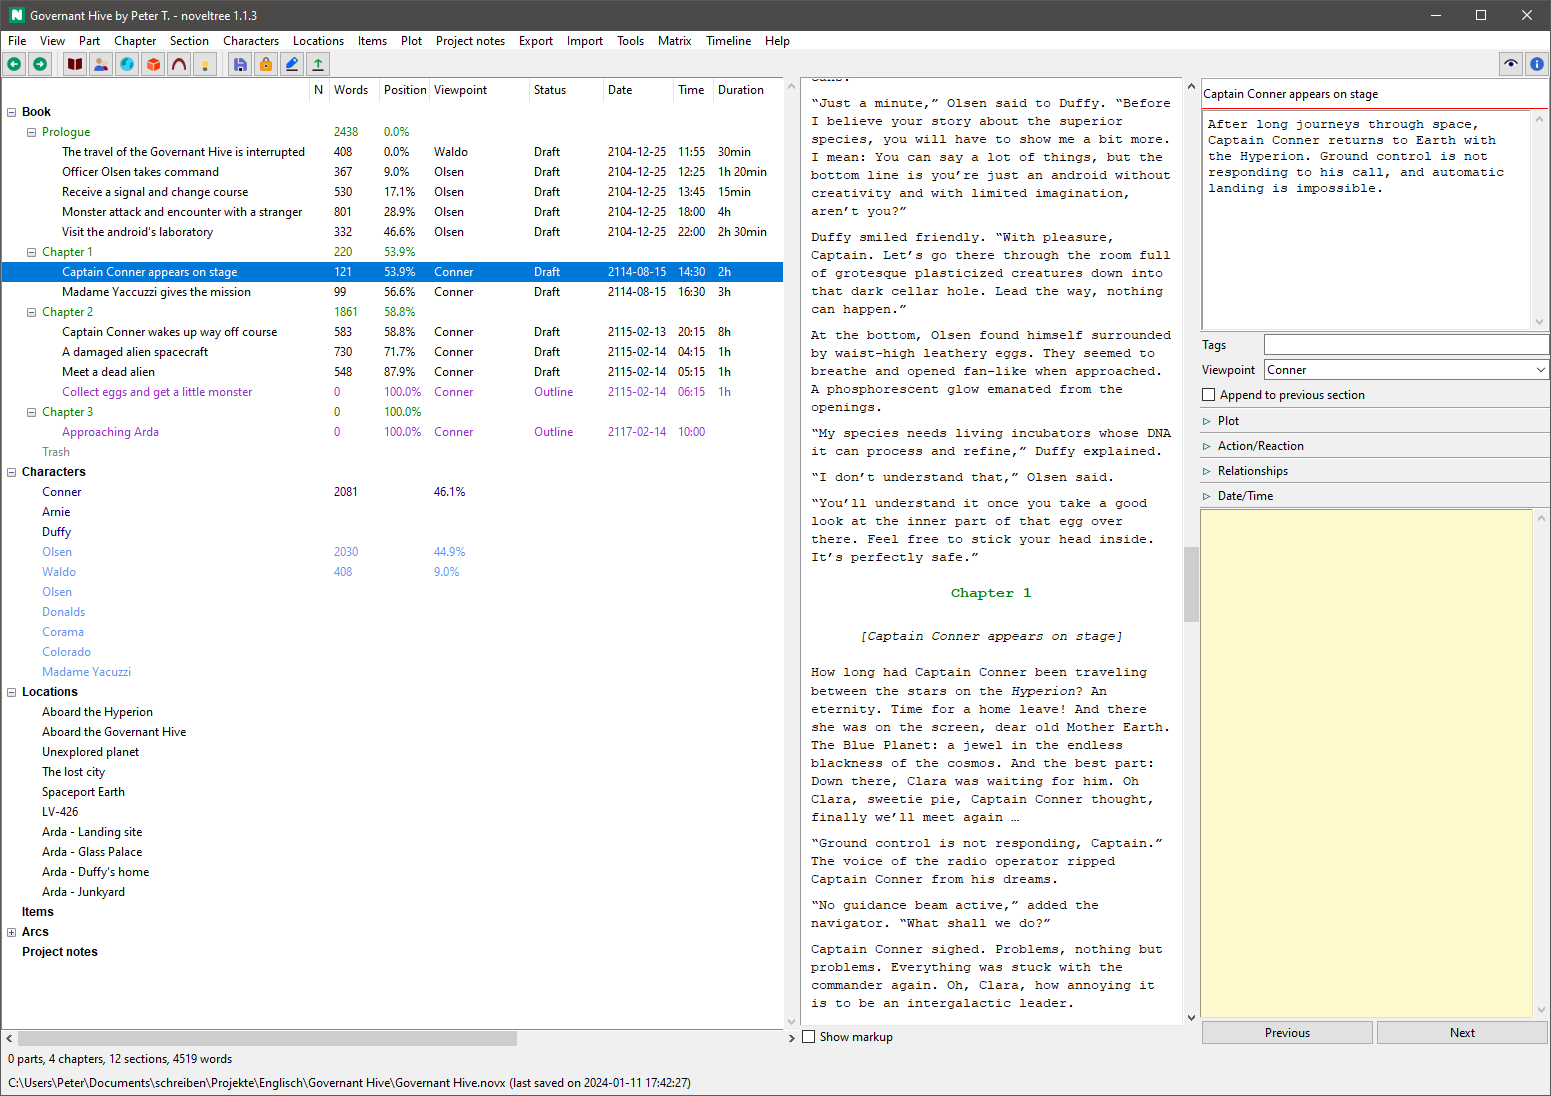 Governant Hive by Peter T. - noveltree 1.1.3
File View Part Chapter Section Characters Locations Items Plot Project notes Export Import Tools Matrix Timeline Help
N Words Position Viewpoint Status Date Time Duration
Book
Prologue 2438 0.0%
The travel of the Governant Hive is interrupted 408 0.0% Waldo Draft 2104-12-25 11:55 30min
Officer Olsen takes command 367 9.0% Olsen Draft 2104-12-25 12:25 1h 20min
Receive a signal and change course 530 17.1% Olsen Draft 2104-12-25 13:45 15min
Monster attack and encounter with a stranger 801 28.9% Olsen Draft 2104-12-25 18:00 4h
Visit the android's laboratory 332 46.6% Olsen Draft 2104-12-25 22:00 2h 30min
Chapter 1 220 53.9%
Captain Conner appears on stage 121 53.9% Conner Draft 2114-08-15 14:30 2h
Madame Yaccuzzi gives the mission 99 56.6% Conner Draft 2114-08-15 16:30 3h
Chapter 2 1861 58.8%
Captain Conner wakes up way off course 583 58.8% Conner Draft 2115-02-13 20:15 8h
A damaged alien spacecraft 730 71.7% Conner Draft 2115-02-14 04:15 1h
Meet a dead alien 548 87.9% Conner Draft 2115-02-14 05:15 1h
Collect eggs and get a little monster 0 100.0% Conner Outline 2115-02-14 06:15 1h
Chapter 3 0 100.0%
Approaching Arda 0 100.0% Conner Outline 2117-02-14 10:00
Trash
Characters
Conner 2081 46.1%
Arnie
Duffy
Olsen 2030 44.9%
Waldo 408 9.0%
Olsen
Donalds
Corama
Colorado
Madame Yacuzzi
Locations
Aboard the Hyperion
Aboard the Governant Hive
Unexplored planet
The lost city
Spaceport Earth
LV-426
Arda - Landing site
Arda - Glass Palace
Arda - Duffy's home
Arda - Junkyard
Items
Arcs
Project notes
“Just a minute,” Olsen said to Duffy. “Before
I believe your story about the superior
species, you will have to show me a bit more.
I mean: You can say a lot of things, but the
bottom line is you’re just an android without
creativity and with limited imagination,
aren’t you?”
Duffy smiled friendly. “With pleasure,
Captain. Let’s go there through the room full
of grotesque plasticized creatures down into
that dark cellar hole. Lead the way, nothing
can happen.”
At the bottom, Olsen found himself surrounded
by waist-high leathery eggs. They seemed to
breathe and opened fan-like when approached.
A phosphorescent glow emanated from the
openings.
“My species needs living incubators whose DNA
it can process and refine,” Duffy explained.
“I don’t understand that,” Olsen said.
“You’ll understand it once you take a good
look at the inner part of that egg over
there. Feel free to stick your head inside.
It’s perfectly safe.”
Chapter 1
[Captain Conner appears on stage]
How long had Captain Conner been traveling
between the stars on the Hyperion? An
eternity. Time for a home leave! And there
she was on the screen, dear old Mother Earth.
The Blue Planet: a jewel in the endless
blackness of the cosmos. And the best part:
Down there, Clara was waiting for him. Oh
Clara, sweetie pie, Captain Conner thought,
finally we’ll meet again …
“Ground control is not responding, Captain.”
The voice of the radio operator ripped
Captain Conner from his dreams.
“No guidance beam active,” added the
navigator. “What shall we do?”
Captain Conner sighed. Problems, nothing but
problems. Everything was stuck with the
commander again. Oh, Clara, how annoying it
is to be an intergalactic leader.
Show markup
Captain Conner appears on stage
After long journeys through space,
Captain Conner returns to Earth with
the Hyperion. Ground control is not
responding to his call, and automatic
landing is impossible.
Tags
Viewpoint Conner
Append to previous section
Plot
Action/Reaction
Relationships
Date/Time
Previous Next
0 parts, 4 chapters, 12 sections, 4519 words
C:\Users\Peter\Documents\schreiben\Projekte\Englisch\Governant Hive\Governant Hive.novx (last saved on 2024-01-11 17:42:27)